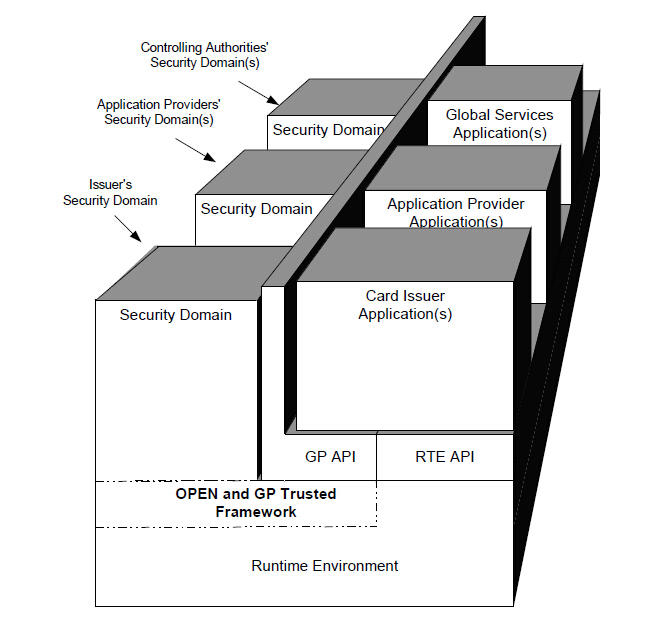 Controlling Authorities'
Security Domain(s)
Application Providers'
Security Domain(s)
Issuer's
Security Domain
Security Domain
Security Domain
Security Domain
Global Services
Application(s)
Application Provider
Application(s)
Card Issuer
Application(s)
GP API
RTE API
OPEN and GP Trusted
Framework
Runtime Environment